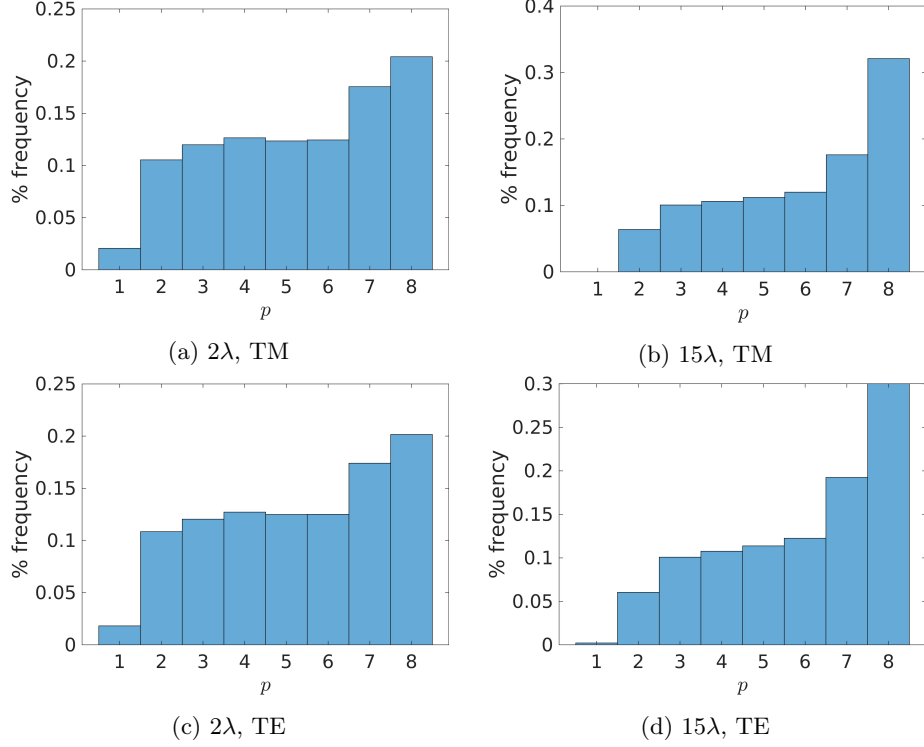 0.25
0.2
0.15
0.1
0.05
0
% frequency
1 2 3 4 5 6 7 8
p
(a) 2λ, TM
0.4
0.3
0.2
0.1
0
% frequency
1 2 3 4 5 6 7 8
p
(b) 15λ, TM
0.25
0.2
0.15
0.1
0.05
0
% frequency
1 2 3 4 5 6 7 8
p
(c) 2λ, TE
0.3
0.25
0.2
0.15
0.1
0.05
0
% frequency
1 2 3 4 5 6 7 8
p
(d) 15λ, TE